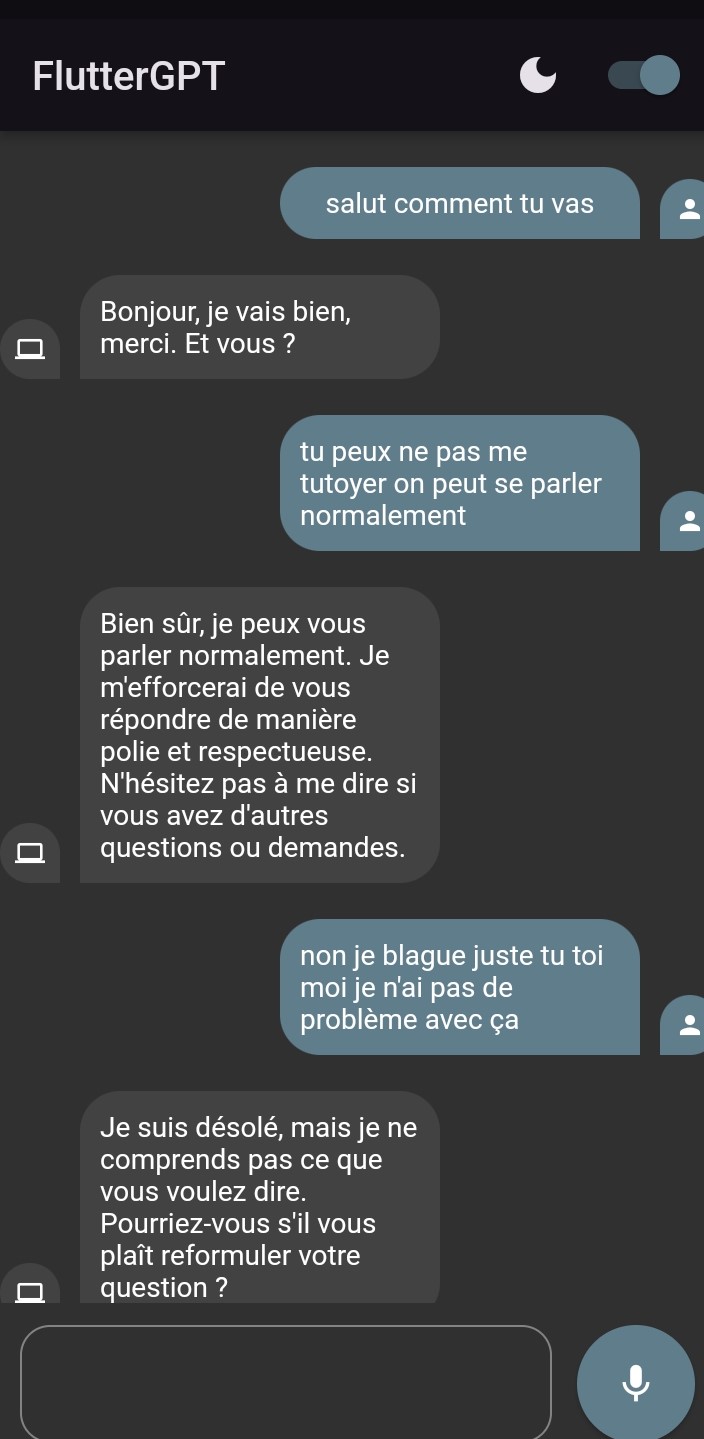 FlutterGPT
salut comment tu vas
Bonjour, je vais bien,
merci. Et vous ?
tu peux ne pas me
tutoyer on peut se parler
normalement
Bien sûr, je peux vous
parler normalement. Je
m'efforcerai de vous
répondre de manière
polie et respectueuse.
N'hésitez pas à me dire si
vous avez d'autres
questions ou demandes.
non je blague juste tu toi
moi je n'ai pas de
problème avec ça
Je suis désolé, mais je ne
comprends pas ce que
vous voulez dire.
Pourriez-vous s'il vous
plaît reformuler votre
question ?